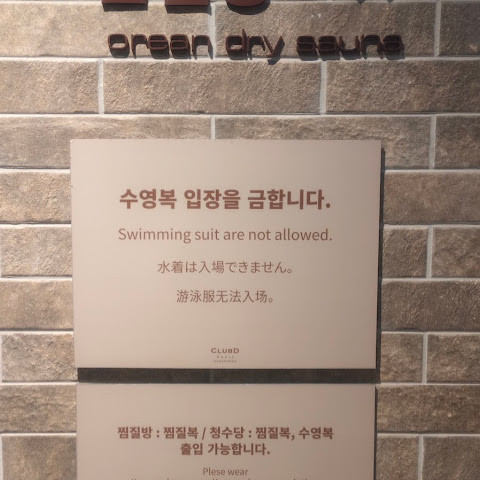 orean dry sauna
수영복 입장을 금합니다.
Swimming suit are not allowed.
水着は入場できません。
游泳服无法入场。
CLUBD
찜질방 : 찜질복 / 청수당 : 찜질복, 수영복
출입 가능합니다.
Plese wear